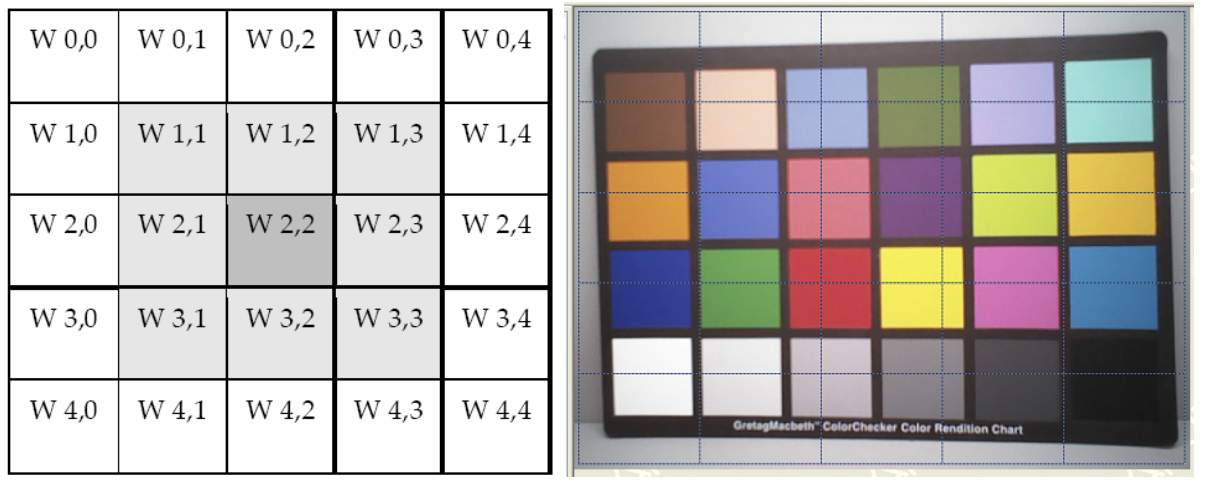 W 0,0 W 0,1 W 0,2 W 0,3 W 0,4
W 1,0 W 1,1 W 1,2 W 1,3 W 1,4
W 2,0 W 2,1 W 2,2 W 2,3 W 2,4
W 3,0 W 3,1 W 3,2 W 3,3 W 3,4
W 4,0 W 4,1 W 4,2 W 4,3 W 4,4
GretagMacbeth™ ColorChecker Color Rendition Chart